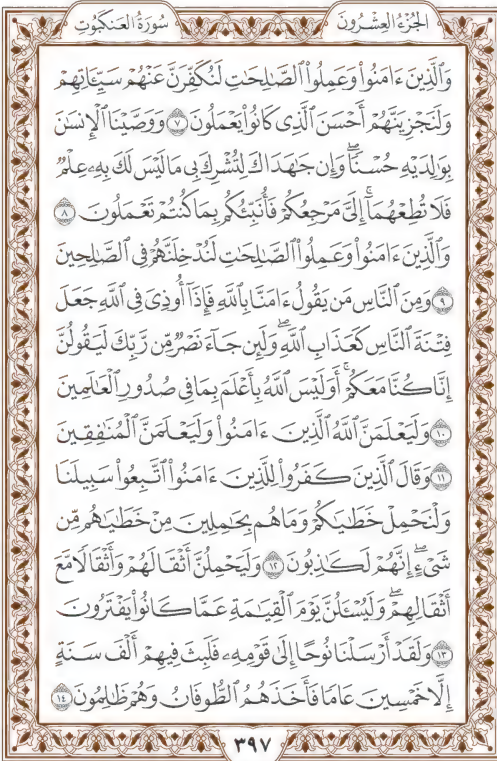 الجُزْءُ العِشْرُونَ سُورَةُ العَنكَبُوتِ
وَٱلَّذِينَ ءَامَنُوا۟ وَعَمِلُوا۟ ٱلصَّٰلِحَٰتِ لَنُكَفِّرَنَّ عَنْهُمْ سَيِّـَٔاتِهِمْ
وَلَنَجْزِيَنَّهُمْ أَحْسَنَ ٱلَّذِى كَانُوا۟ يَعْمَلُونَ ٧ وَوَصَّيْنَا ٱلْإِنسَٰنَ
بِوَٰلِدَيْهِ حُسْنًا ۖ وَإِن جَٰهَدَاكَ لِتُشْرِكَ بِى مَا لَيْسَ لَكَ بِهِۦ عِلْمٌ
فَلَا تُطِعْهُمَآ ۚ إِلَىَّ مَرْجِعُكُمْ فَأُنَبِّئُكُم بِمَا كُنتُمْ تَعْمَلُونَ ٨
وَٱلَّذِينَ ءَامَنُوا۟ وَعَمِلُوا۟ ٱلصَّٰلِحَٰتِ لَنُدْخِلَنَّهُمْ فِى ٱلصَّٰلِحِينَ
٩ وَمِنَ ٱلنَّاسِ مَن يَقُولُ ءَامَنَّا بِٱللَّهِ فَإِذَآ أُوذِىَ فِى ٱللَّهِ جَعَلَ
فِتْنَةَ ٱلنَّاسِ كَعَذَابِ ٱللَّهِ ۖ وَلَئِن جَآءَ نَصْرٌ مِّن رَّبِّكَ لَيَقُولُنَّ
إِنَّا كُنَّا مَعَكُمْ ۚ أَوَلَيْسَ ٱللَّهُ بِأَعْلَمَ بِمَا فِى صُدُورِ ٱلْعَٰلَمِينَ
١٠ وَلَيَعْلَمَنَّ ٱللَّهُ ٱلَّذِينَ ءَامَنُوا۟ وَلَيَعْلَمَنَّ ٱلْمُنَٰفِقِينَ
١١ وَقَالَ ٱلَّذِينَ كَفَرُوا۟ لِلَّذِينَ ءَامَنُوا۟ ٱتَّبِعُوا۟ سَبِيلَنَا
وَلْنَحْمِلْ خَطَٰيَٰكُمْ وَمَا هُم بِحَٰمِلِينَ مِنْ خَطَٰيَٰهُم مِّن
شَىْءٍ ۖ إِنَّهُمْ لَكَٰذِبُونَ ١٢ وَلَيَحْمِلُنَّ أَثْقَالَهُمْ وَأَثْقَالًا مَّعَ
أَثْقَالِهِمْ ۖ وَلَيُسْـَٔلُنَّ يَوْمَ ٱلْقِيَٰمَةِ عَمَّا كَانُوا۟ يَفْتَرُونَ
١٣ وَلَقَدْ أَرْسَلْنَا نُوحًا إِلَىٰ قَوْمِهِۦ فَلَبِثَ فِيهِمْ أَلْفَ سَنَةٍ
إِلَّا خَمْسِينَ عَامًا فَأَخَذَهُمُ ٱلطُّوفَانُ وَهُمْ ظَٰلِمُونَ ١٤
٣٩٧